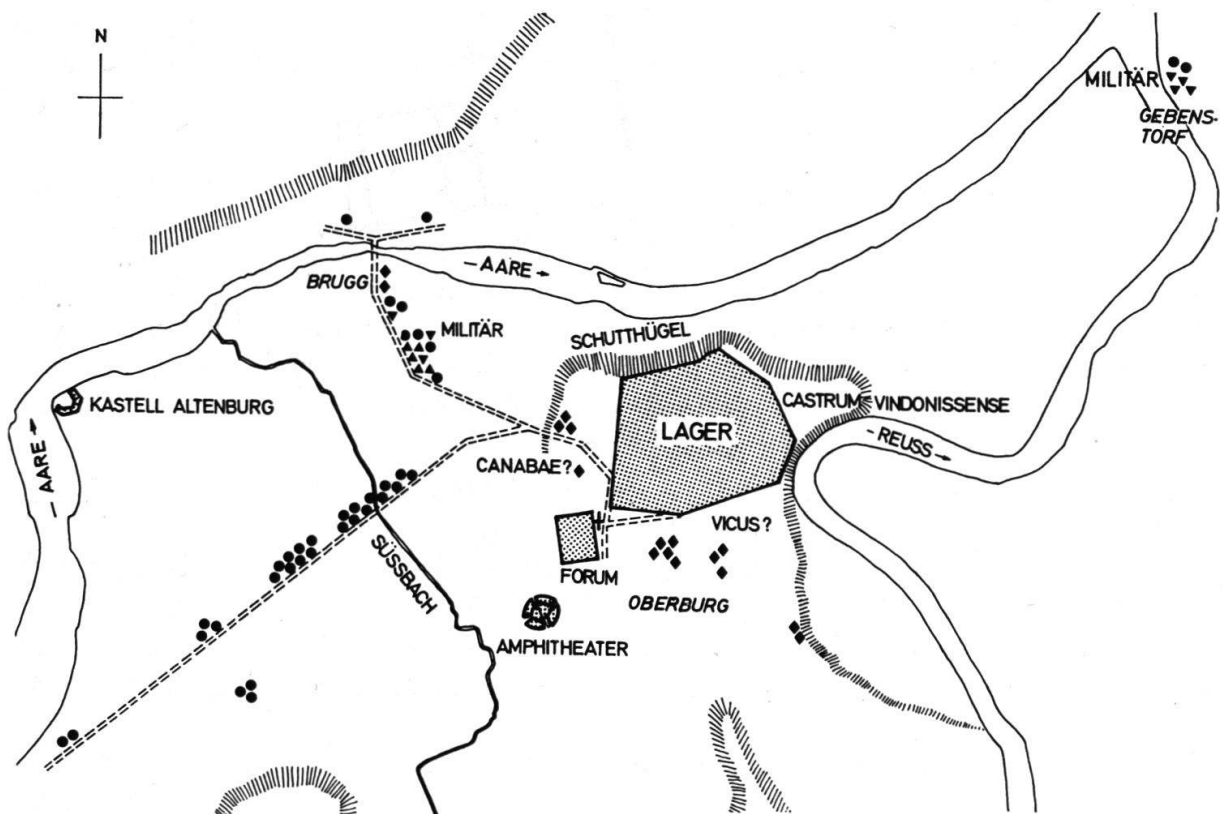 N
MILITÄR
GEBENS-
TORF
- AARE →
BRUGG
MILITÄR
SCHUTTHÜGEL
KASTELL ALTENBURG
CASTRUM VINDONISSENSE
LAGER
- REUSS →
- AARE →
CANABAE?
VICUS?
SÜSSBACH
FORUM
OBERBURG
AMPHITHEATER